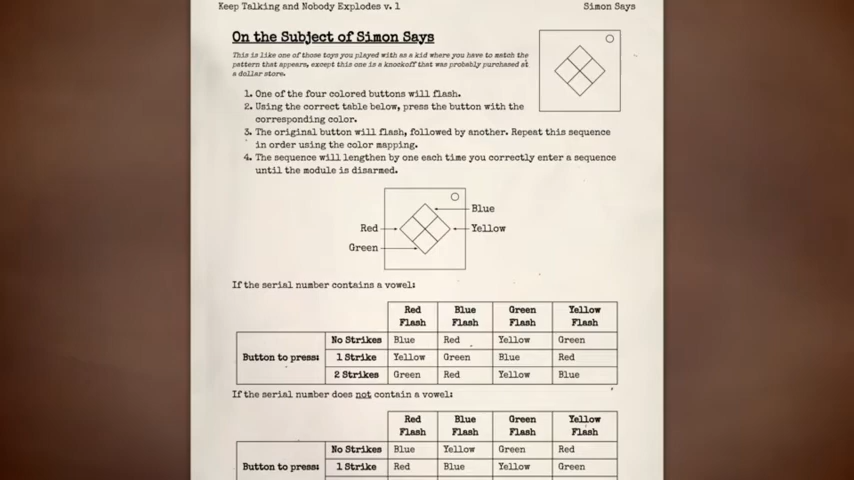 Keep Talking and Nobody Explodes v. 1 Simon Says
On the Subject of Simon Says
This is like one of those toys you played with as a kid where you have to match the
pattern that appears, except this one is a knockoff that was probably purchased at
a dollar store.
1. One of the four colored buttons will flash.
2. Using the correct table below, press the button with the
corresponding color.
3. The original button will flash, followed by another. Repeat this sequence
in order using the color mapping.
4. The sequence will lengthen by one each time you correctly enter a sequence
until the module is disarmed.
Blue
Red Yellow
Green
If the serial number contains a vowel:
Red Blue Green Yellow
Flash Flash Flash Flash
No Strikes Blue Red Yellow Green
Button to press: 1 Strike Yellow Green Blue Red
2 Strikes Green Red Yellow Blue
If the serial number does not contain a vowel:
Red Blue Green Yellow
Flash Flash Flash Flash
No Strikes Blue Yellow Green Red
Button to press: 1 Strike Red Blue Yellow Green